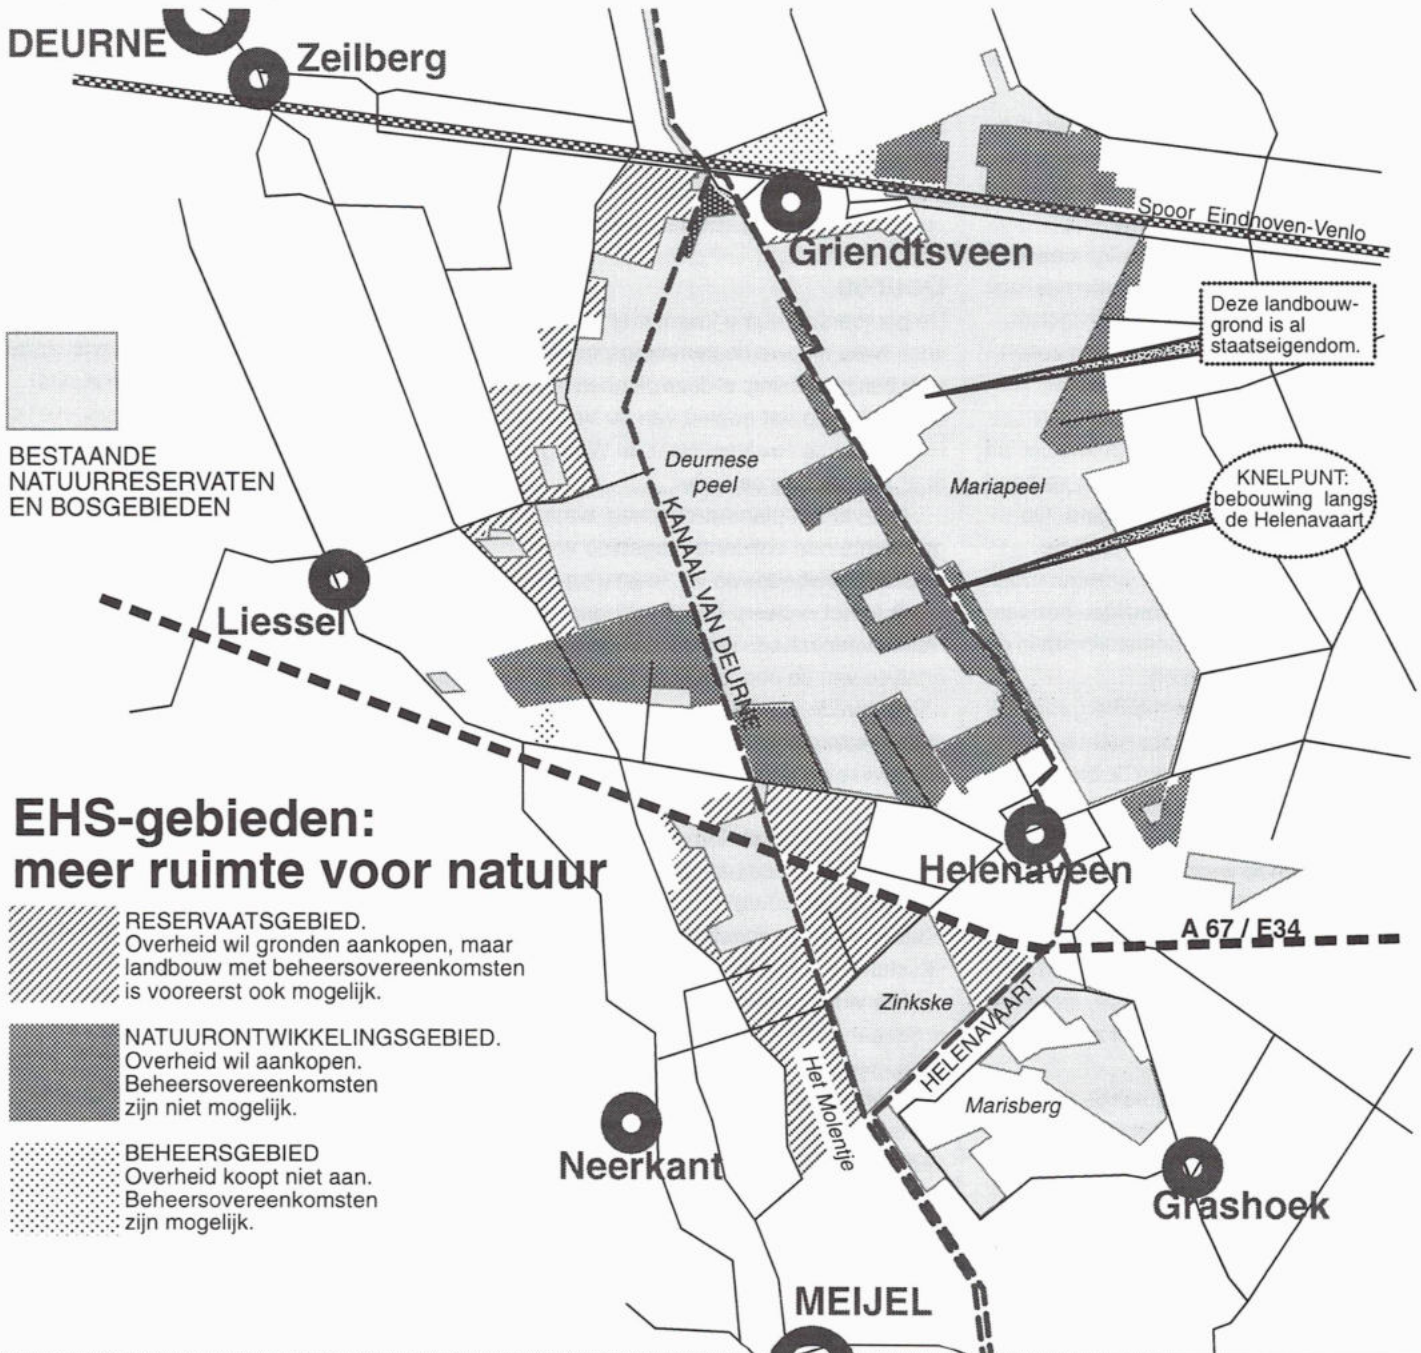 DEURNE
Zeilberg
Spoor Eindhoven-Venlo
Griendtsveen
Deze landbouw-
grond is al
staatseigendom.
BESTAANDE
NATUURRESERVATEN
EN BOSGEBIEDEN
Deurnese
peel
Mariapeel
KNELPUNT:
bebouwing langs
de Helenavaart
KANAAL VAN DEURNE
Liessel
EHS-gebieden:
meer ruimte voor natuur
Helenaveen
RESERVAATSGEBIED.
Overheid wil gronden aankopen, maar
landbouw met beheersovereenkomsten
is vooreerst ook mogelijk.
A 67 / E34
Zinkske
HELENAVAART
NATUURONTWIKKELINGSGEBIED.
Overheid wil aankopen.
Beheersovereenkomsten
zijn niet mogelijk.
Het Molentje
Marisberg
BEHEERSGEBIED
Overheid koopt niet aan.
Beheersovereenkomsten
zijn mogelijk.
Neerkant
Grashoek
MEIJEL